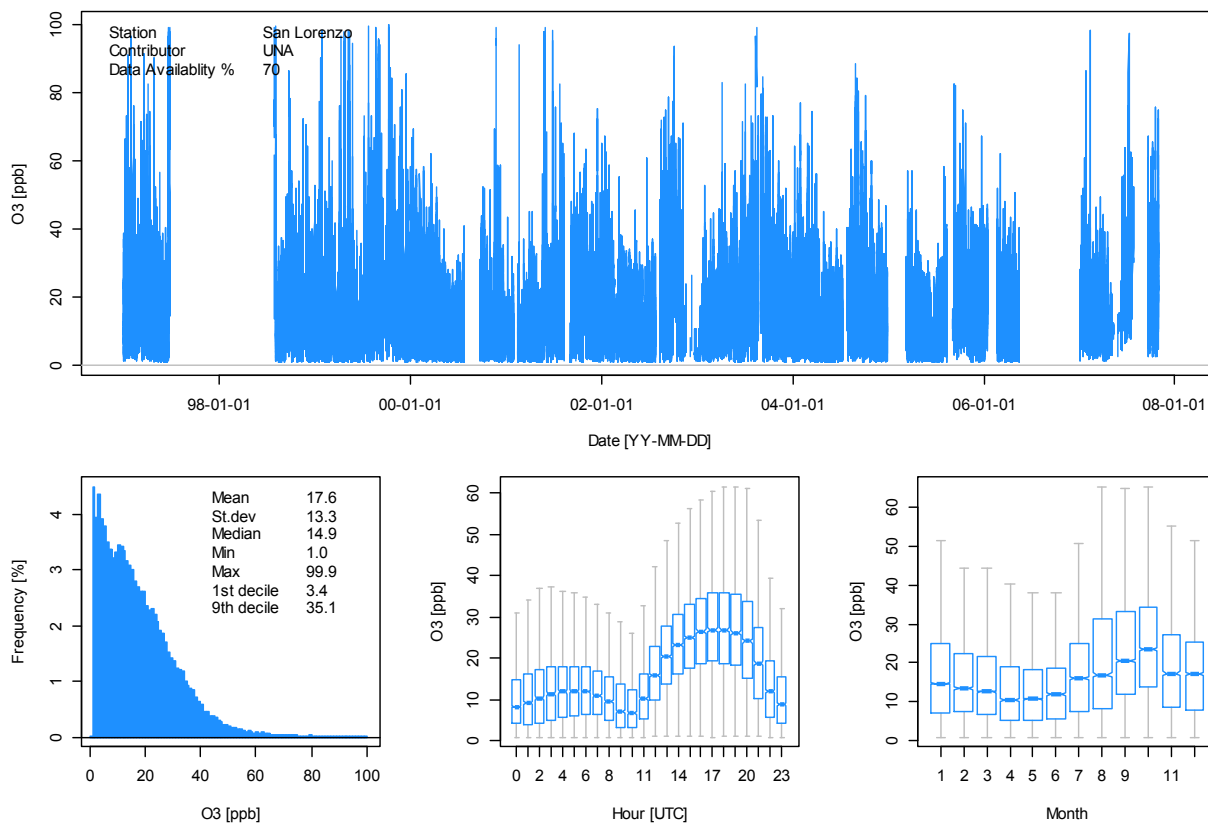 Station San Lorenzo
Contributor UNA
Data Availablity % 70
O3 [ppb]
0 20 40 60 80 100
98-01-01 00-01-01 02-01-01 04-01-01 06-01-01 08-01-01
Date [YY-MM-DD]
Mean 17.6
St.dev 13.3
Median 14.9
Min 1.0
Max 99.9
1st decile 3.4
9th decile 35.1
Frequency [%]
0 1 2 3 4
0 20 40 60 80 100
O3 [ppb]
O3 [ppb]
0 10 20 30 40 50 60
0 2 4 6 8 11 14 17 20 23
Hour [UTC]
O3 [ppb]
0 10 20 30 40 50 60
1 2 3 4 5 6 7 8 9 11
Month